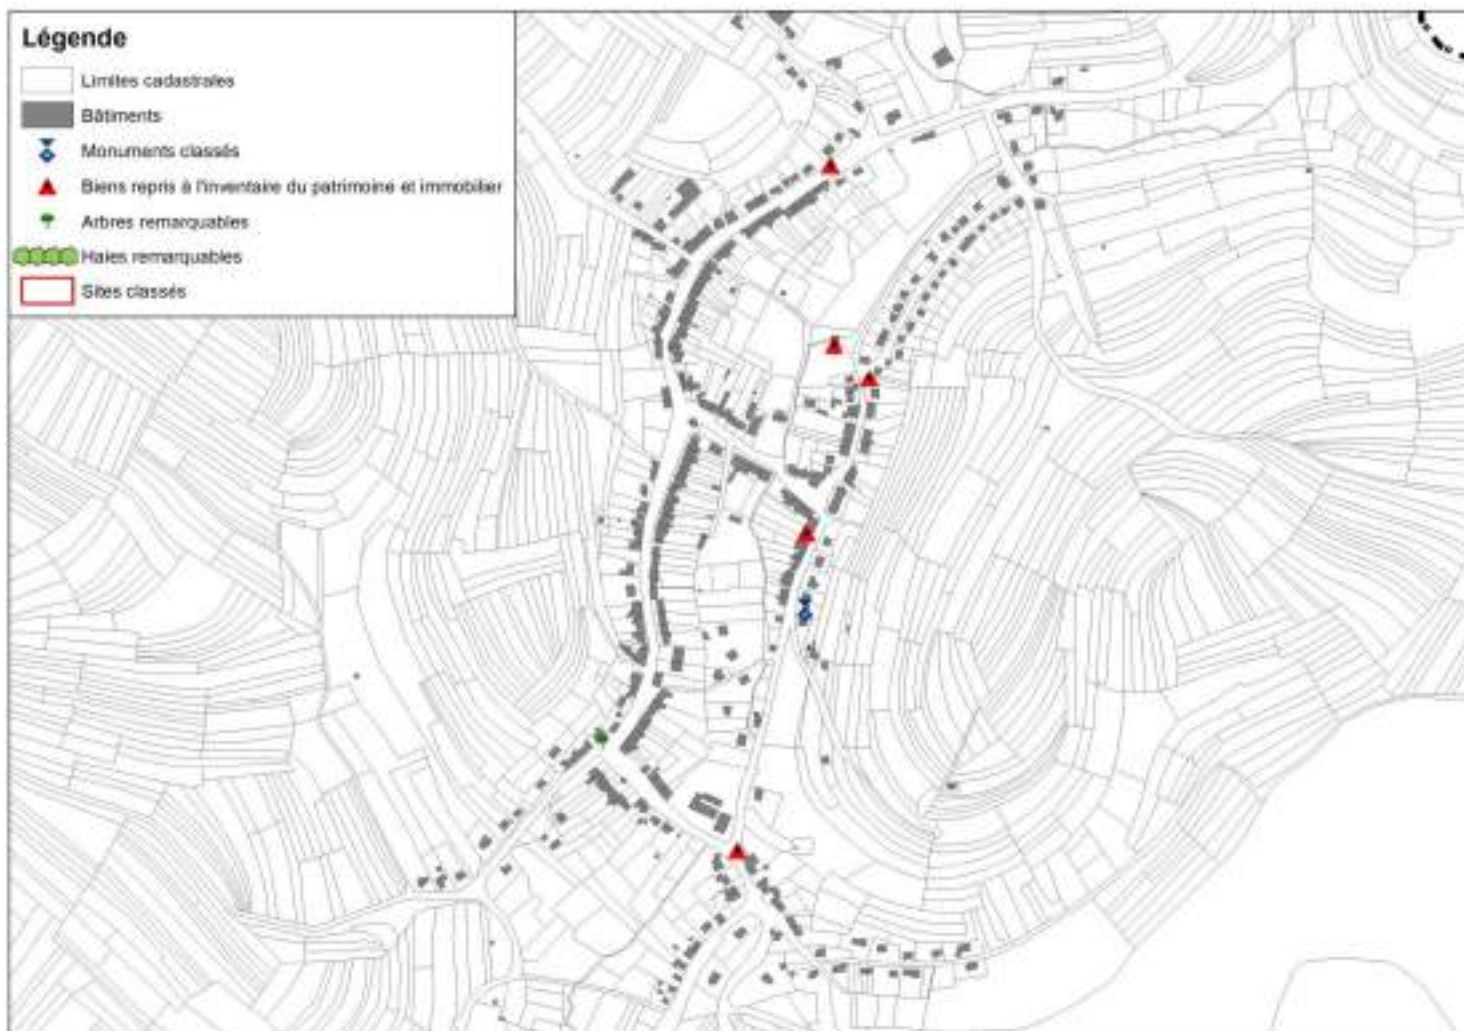 Légende
Limites cadastrales
Bâtiments
Monuments classés
Biens repris à l'inventaire du patrimoine et immobilier
Arbres remarquables
Haies remarquables
Sites classés